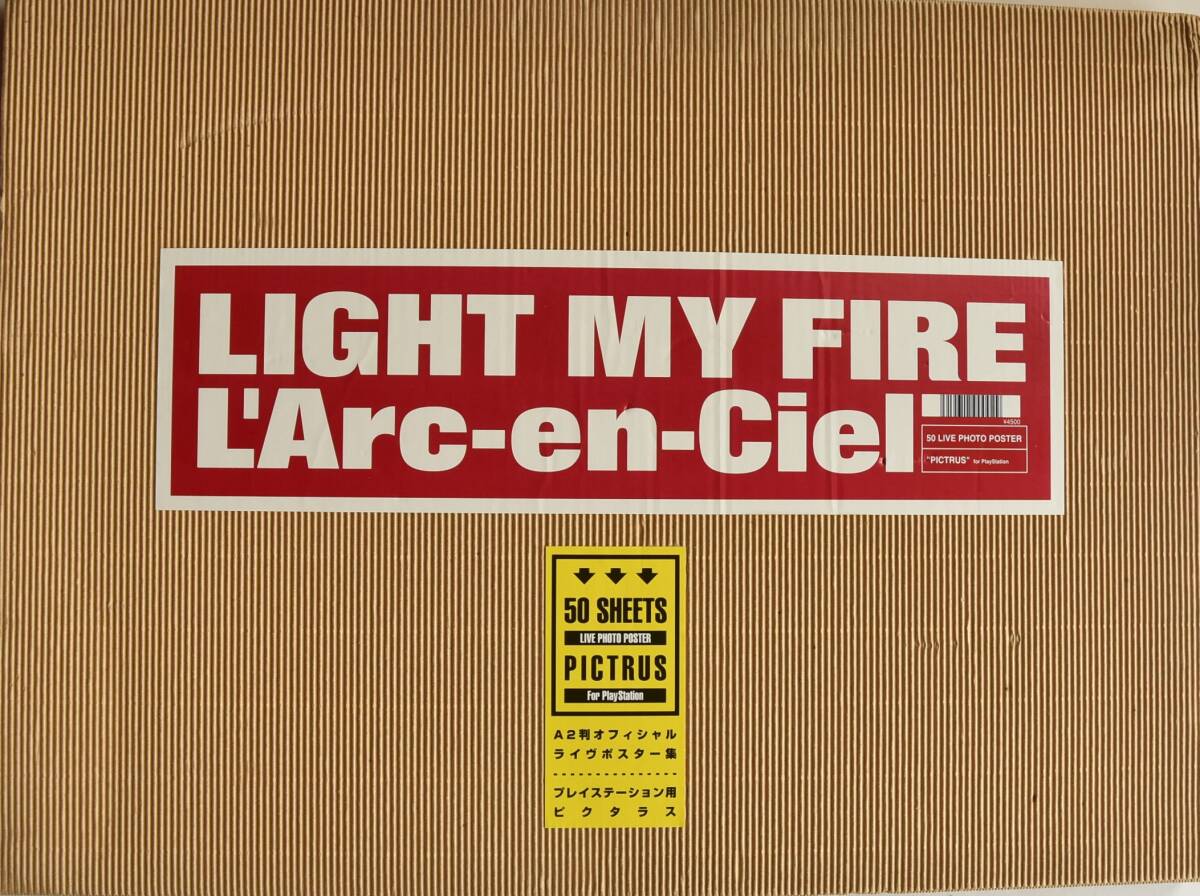 LIGHT MY FIRE
L'Arc-en-Ciel
¥4500
50 LIVE PHOTO POSTER
"PICTRUS" for PlayStation
50 SHEETS
LIVE PHOTO POSTER
PICTRUS
For PlayStation
A2判オフィシャル
ライヴポスター集
プレイステーション用
ピクタラス